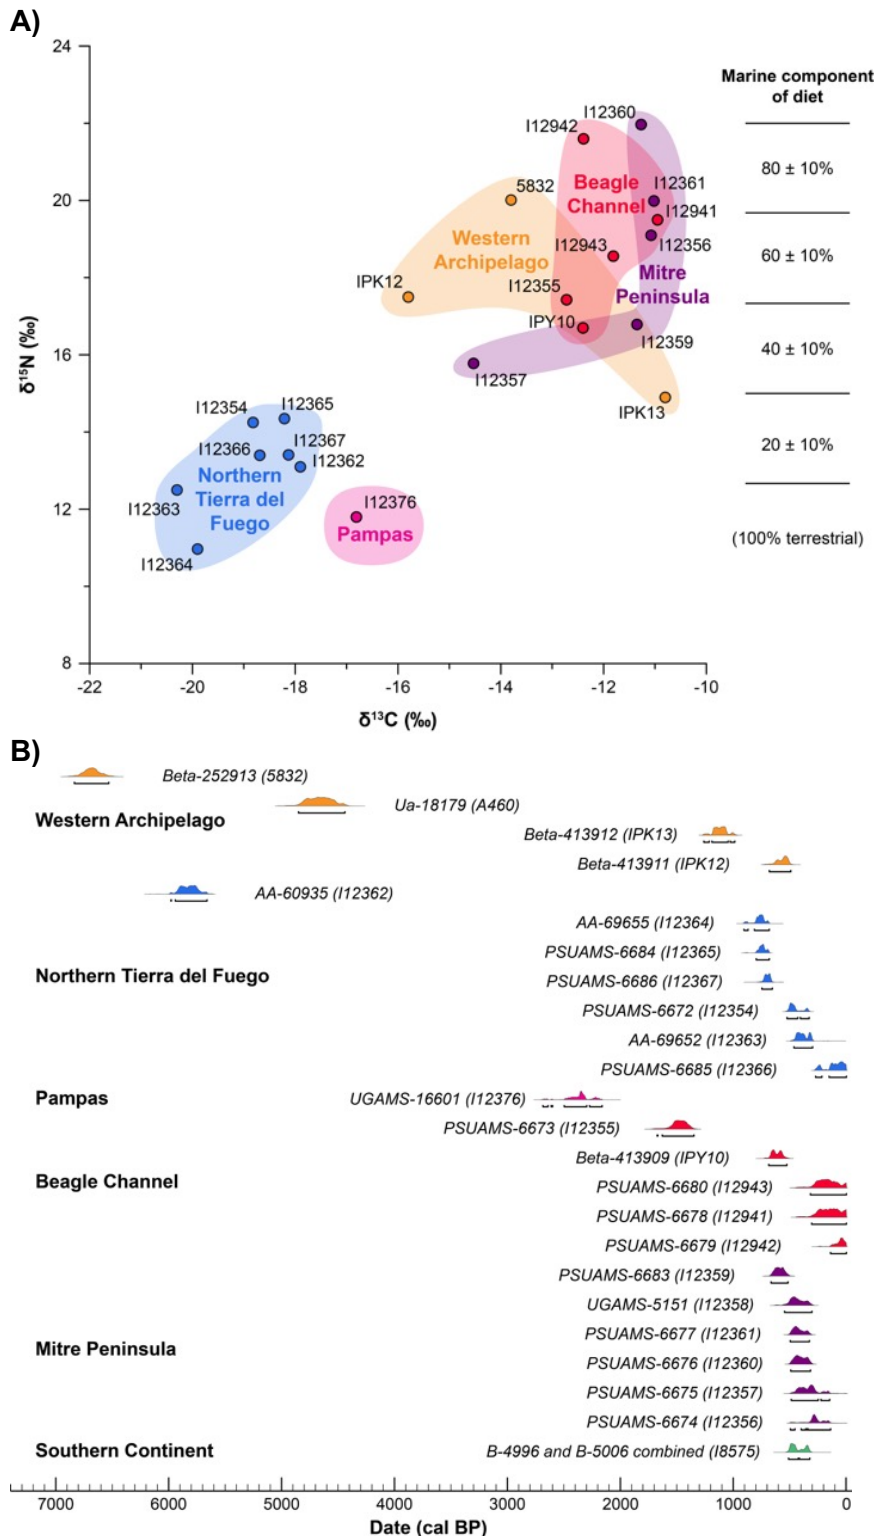 A)
24
20
16
12
8
δ¹⁵N (‰)
-22
-20
-18
-16
-14
-12
-10
δ¹³C (‰)
Marine component
of diet
80 ± 10%
60 ± 10%
40 ± 10%
20 ± 10%
(100% terrestrial)
I12360
I12942
5832
I12361
Beagle
Channel
I12941
Western
Archipelago
I12943
I12356
Mitre
Peninsula
IPK12
I12355
IPY10
I12359
I12357
IPK13
I12354
I12365
I12366
I12367
I12362
Northern
Tierra del
Fuego
I12363
I12364
I12376
Pampas
B)
Beta-252913 (5832)
Ua-18179 (A460)
Western Archipelago
Beta-413912 (IPK13)
Beta-413911 (IPK12)
AA-60935 (I12362)
AA-69655 (I12364)
PSUAMS-6684 (I12365)
Northern Tierra del Fuego
PSUAMS-6686 (I12367)
PSUAMS-6672 (I12354)
AA-69652 (I12363)
PSUAMS-6685 (I12366)
Pampas
UGAMS-16601 (I12376)
PSUAMS-6673 (I12355)
Beta-413909 (IPY10)
Beagle Channel
PSUAMS-6680 (I12943)
PSUAMS-6678 (I12941)
PSUAMS-6679 (I12942)
PSUAMS-6683 (I12359)
UGAMS-5151 (I12358)
PSUAMS-6677 (I12361)
Mitre Peninsula
PSUAMS-6676 (I12360)
PSUAMS-6675 (I12357)
PSUAMS-6674 (I12356)
Southern Continent
B-4996 and B-5006 combined (I8575)
7000
6000
5000
4000
3000
2000
1000
0
Date (cal BP)